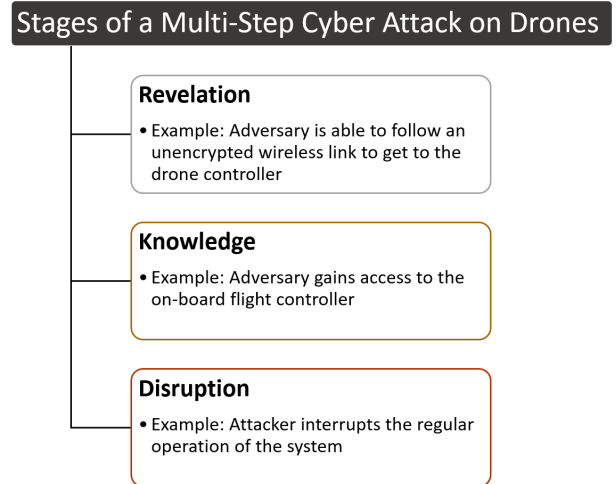 Stages of a Multi-Step Cyber Attack on Drones
Revelation
• Example: Adversary is able to follow an
unencrypted wireless link to get to the
drone controller
Knowledge
• Example: Adversary gains access to the
on-board flight controller
Disruption
• Example: Attacker interrupts the regular
operation of the system